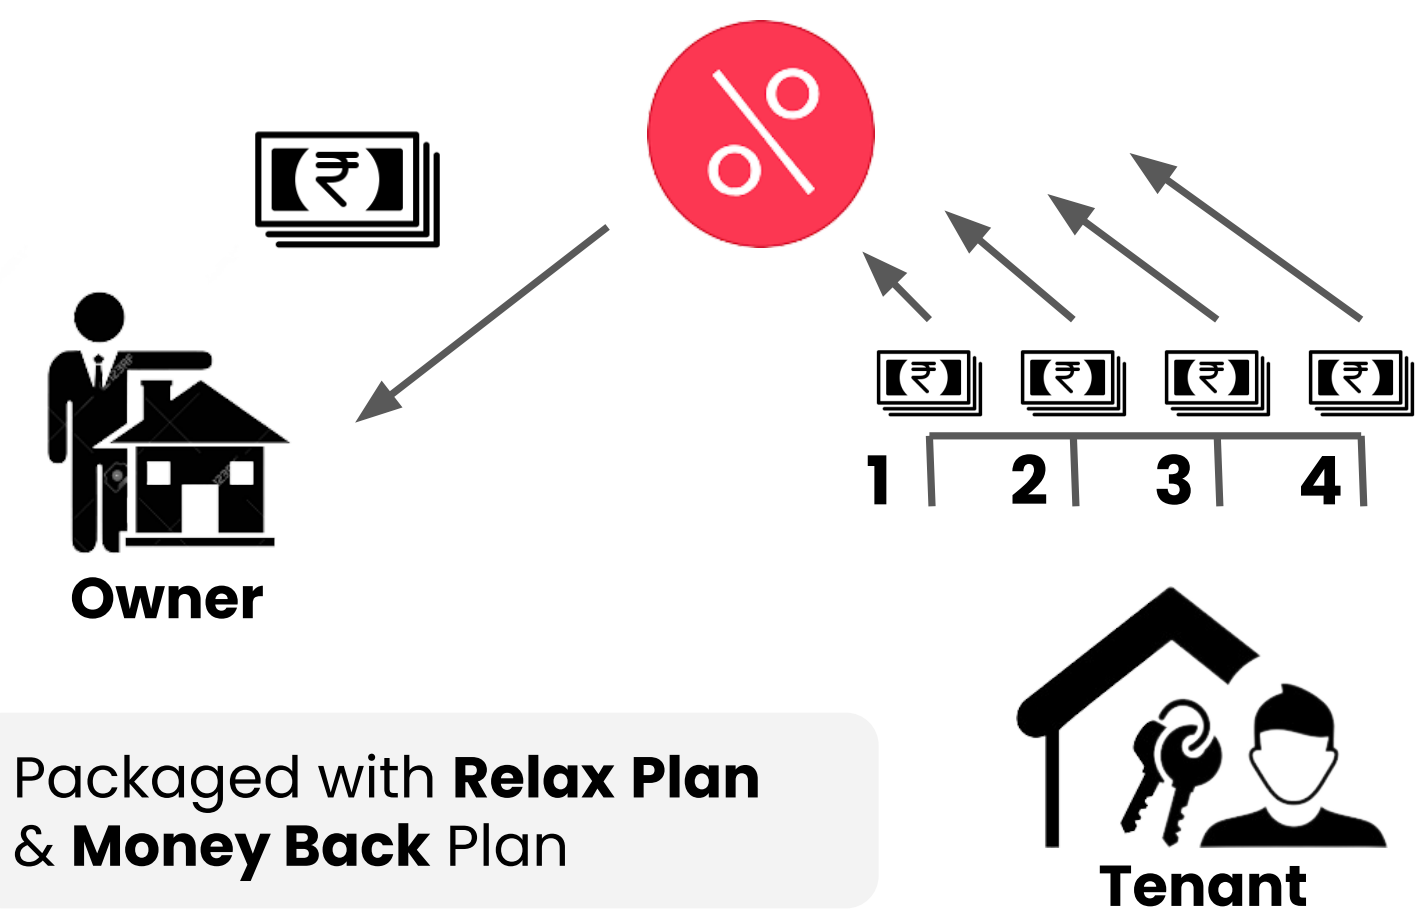 %
₹
₹ ₹ ₹ ₹
1 2 3 4
Owner
Packaged with Relax Plan
& Money Back Plan
Tenant